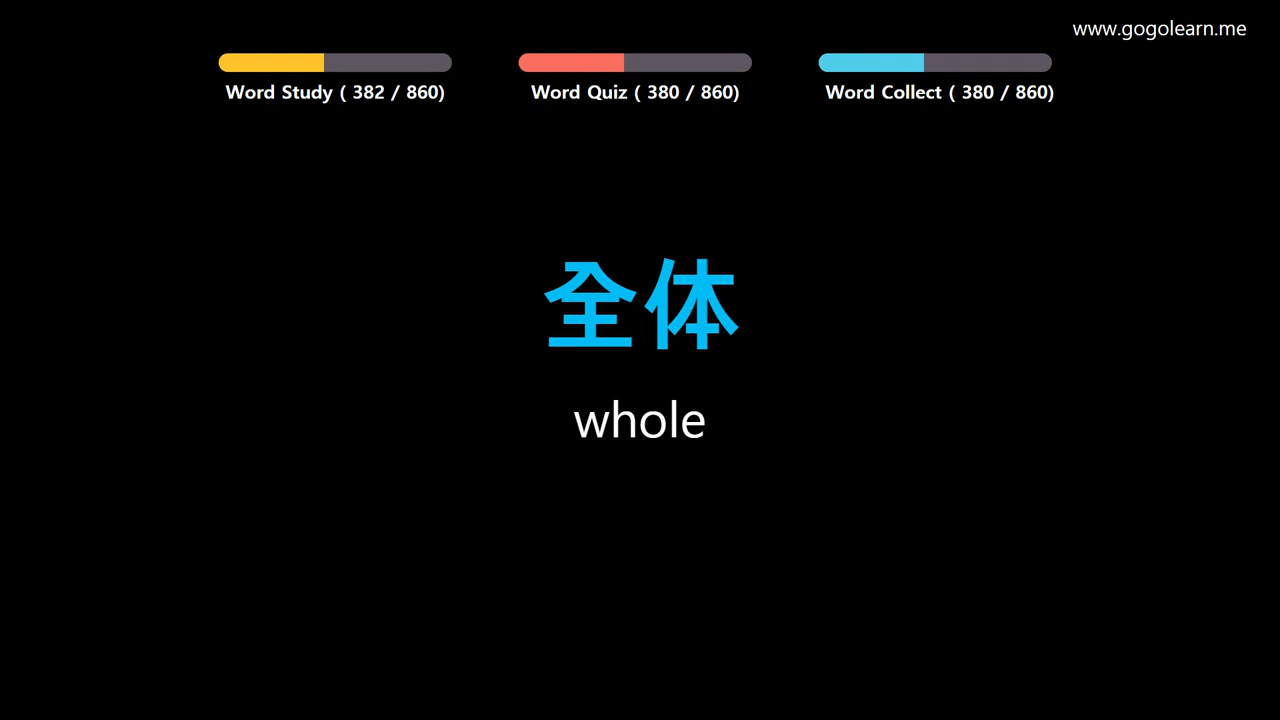 www.gogolearn.me
Word Study ( 382 / 860)
Word Quiz ( 380 / 860)
Word Collect ( 380 / 860)
全体
whole